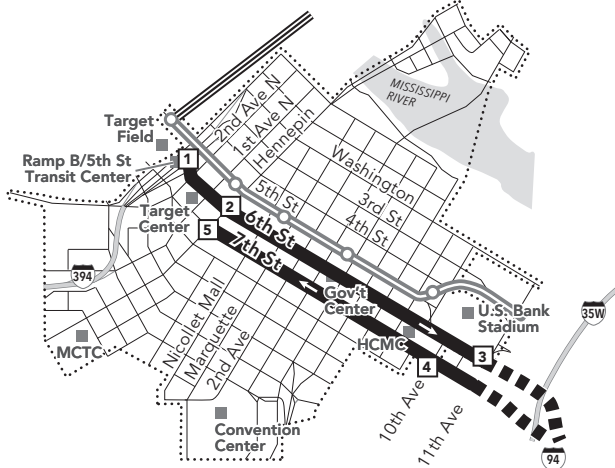 MISSISSIPPI
RIVER
2nd Ave N
1st Ave N
Hennepin
Target
Field
Ramp B/5th St
Transit Center
1
Washington
3rd St
4th St
5th St
Target
Center
2
6th St
5
7th St
394
Gov't
Center
U.S. Bank
Stadium
35W
Nicollet Mall
Marquette
2nd Ave
MCTC
HCMC
3
4
10th Ave
11th Ave
Convention
Center
94